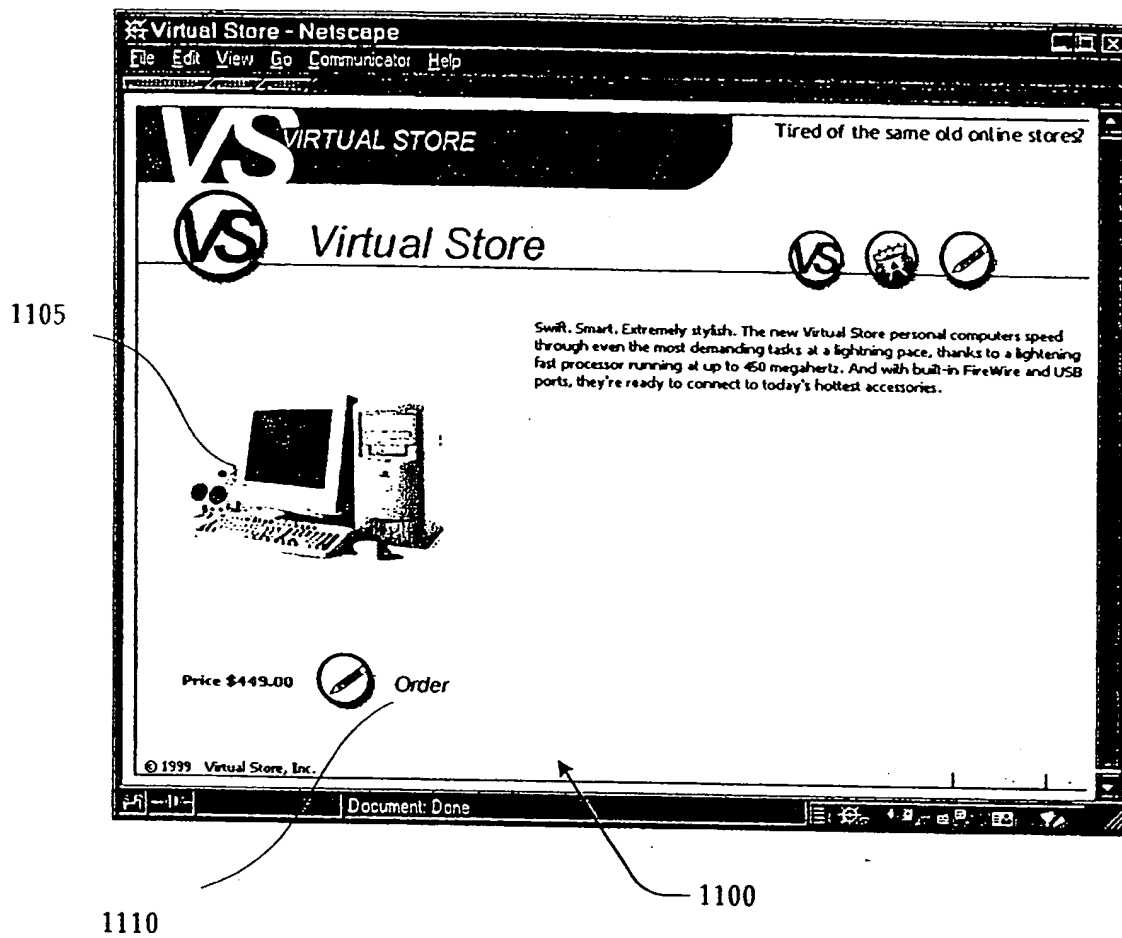 Virtual Store - Netscape
File Edit View Go Communicator Help
VS VIRTUAL STORE
Tired of the same old online stores?
VS Virtual Store
VS
1105
Swift. Smart. Extremely stylish. The new Virtual Store personal computers speed
through even the most demanding tasks at a lightning pace, thanks to a lightening
fast processor running at up to 450 megahertz. And with built-in FireWire and USB
ports, they're ready to connect to today's hottest accessories.
Price $449.00 Order
© 1999 Virtual Store, Inc.
Document: Done
1100
1110